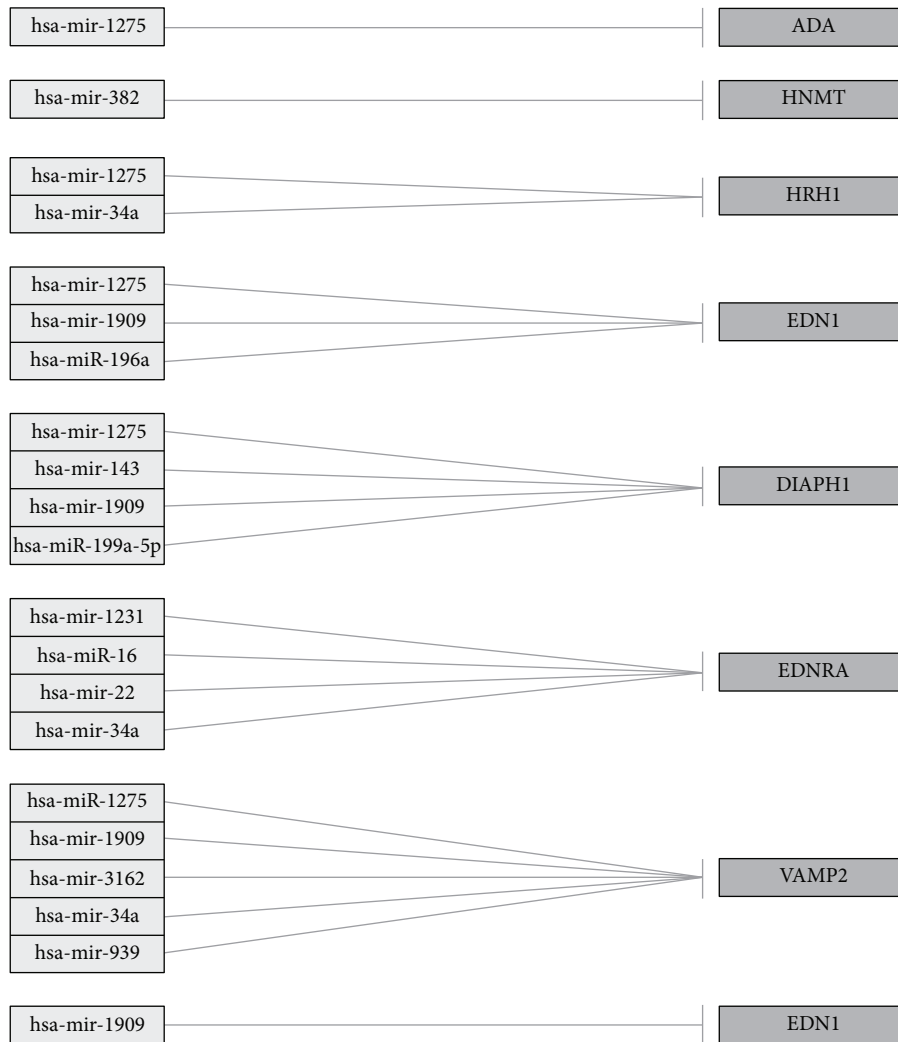 hsa-mir-1275
ADA
hsa-mir-382
HNMT
hsa-mir-1275
hsa-mir-34a
HRH1
hsa-mir-1275
hsa-mir-1909
hsa-miR-196a
EDN1
hsa-mir-1275
hsa-mir-143
hsa-mir-1909
hsa-miR-199a-5p
DIAPH1
hsa-mir-1231
hsa-miR-16
hsa-mir-22
hsa-mir-34a
EDNRA
hsa-miR-1275
hsa-mir-1909
hsa-mir-3162
hsa-mir-34a
hsa-mir-939
VAMP2
hsa-mir-1909
EDN1